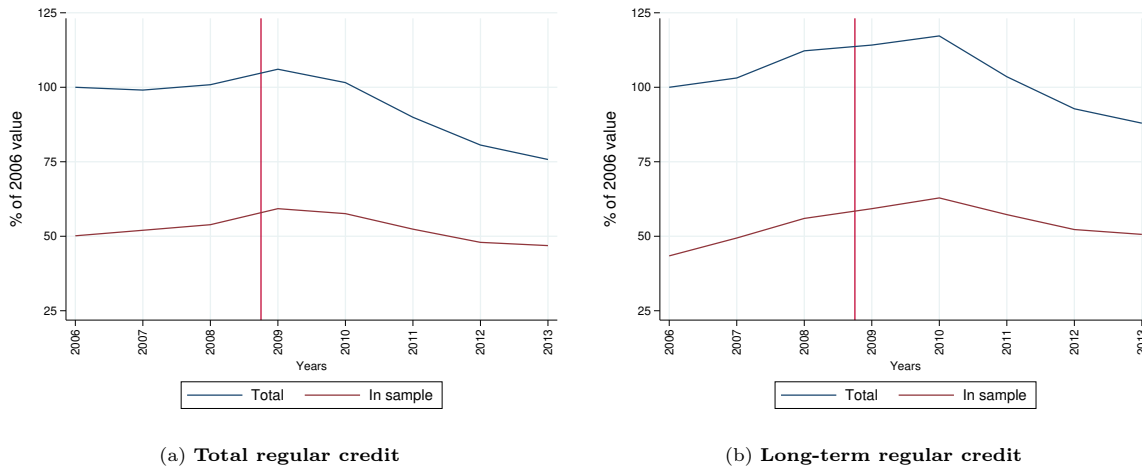 125
100
75
50
25
% of 2006 value
2006
2007
2008
2009
2010
2011
2012
2013
Years
Total
In sample
(a) Total regular credit
125
100
75
50
25
% of 2006 value
2006
2007
2008
2009
2010
2011
2012
2013
Years
Total
In sample
(b) Long-term regular credit